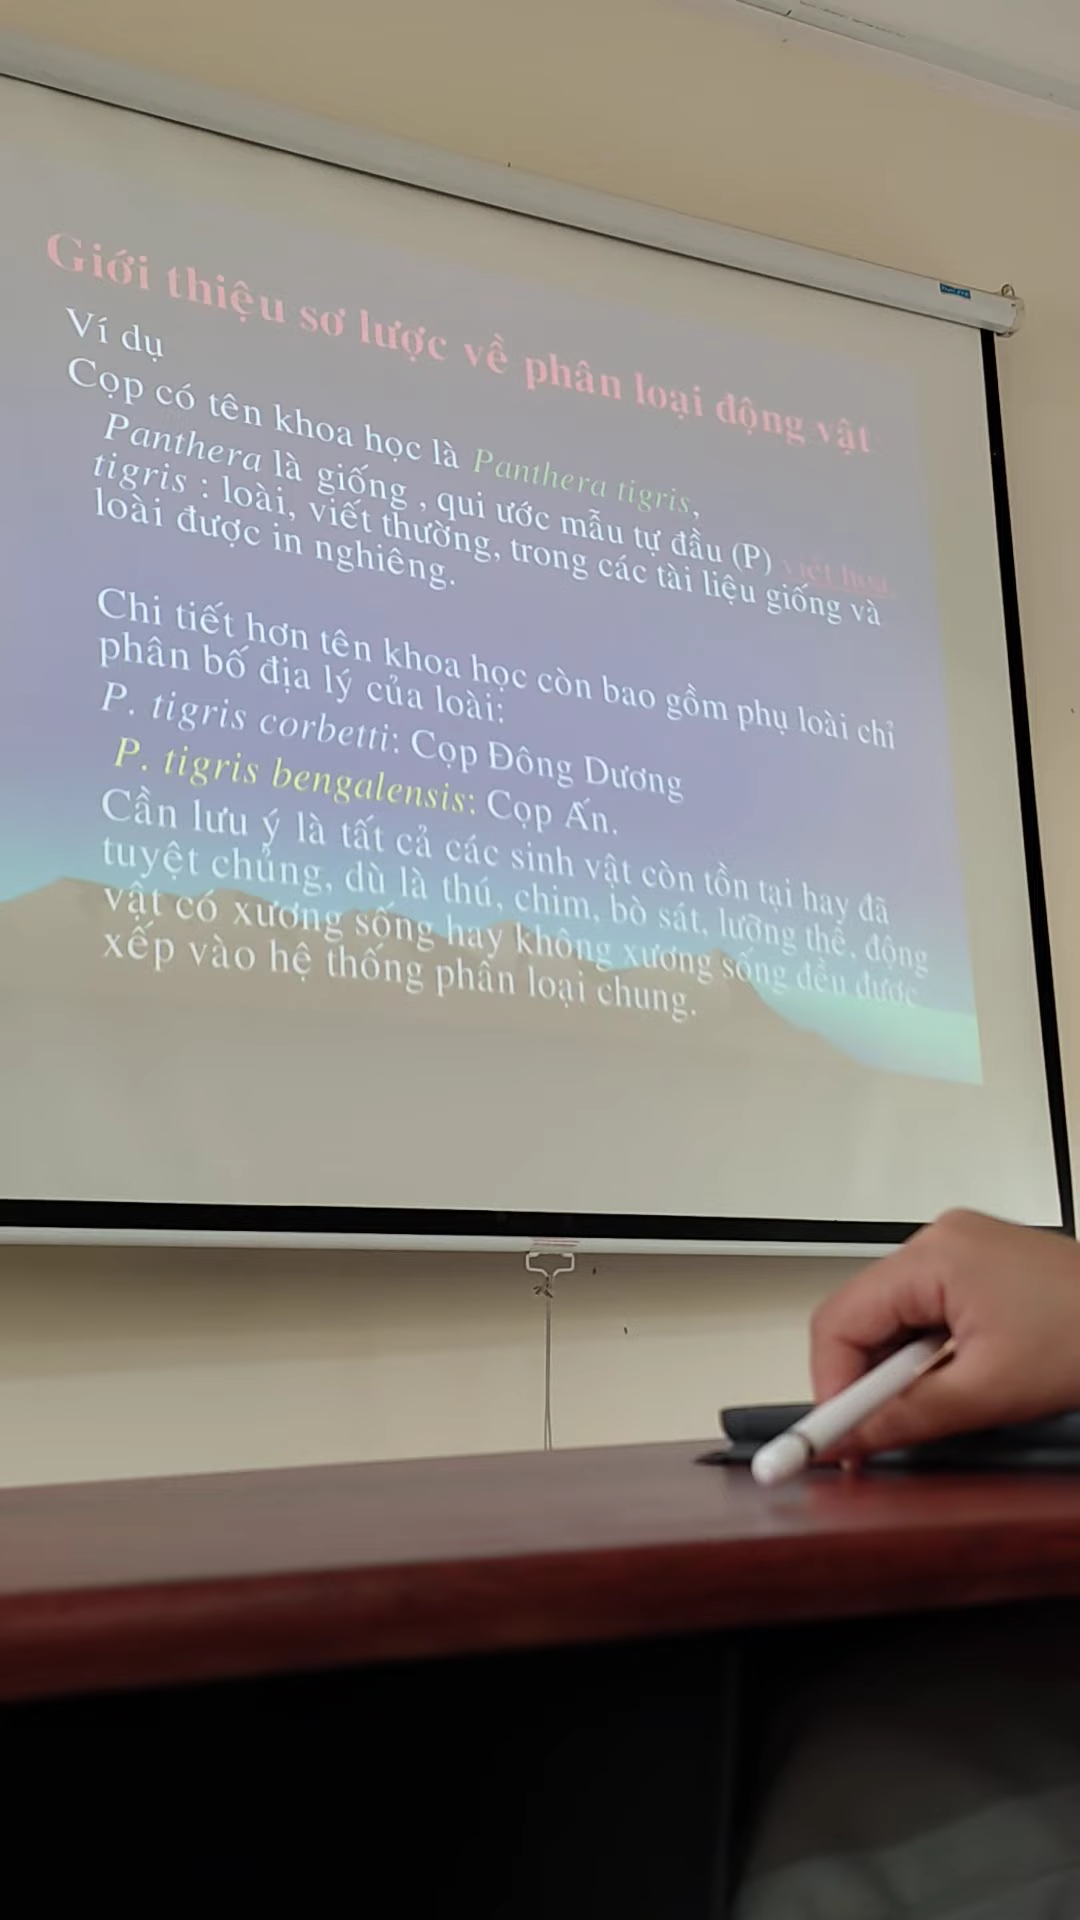 Giới thiệu sơ lược về phân loại động vật
Ví dụ
Cọp có tên khoa học là Panthera tigris,
Panthera là giống , qui ước mẫu tự đầu (P) viết hoa,
tigris : loài, viết thường, trong các tài liệu giống và
loài được in nghiêng.
Chi tiết hơn tên khoa học còn bao gồm phụ loài chỉ
phân bố địa lý của loài:
P. tigris corbetti: Cọp Đông Dương
P. tigris bengalensis: Cọp Ấn.
Cần lưu ý là tất cả các sinh vật còn tồn tại hay đã
tuyệt chủng, dù là thú, chim, bò sát, lưỡng thê, động
vật có xương sống hay không xương sống đều được
xếp vào hệ thống phân loại chung.